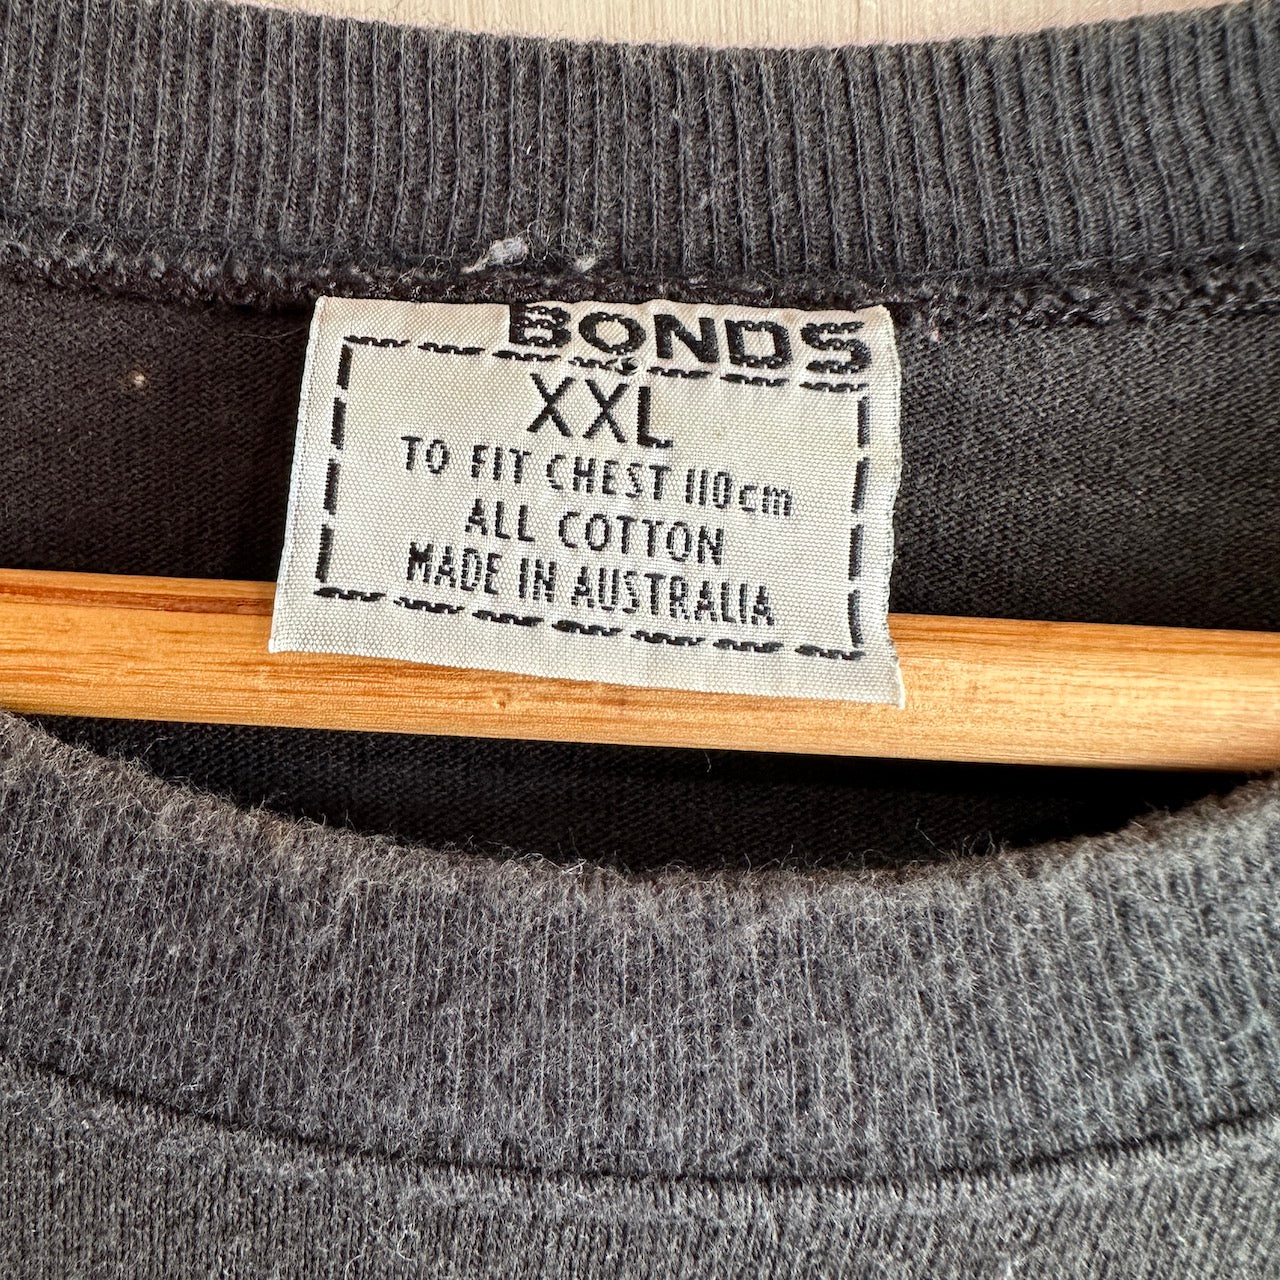 BONDS
XXL
TO FIT CHEST 110cm
ALL COTTON
MADE IN AUSTRALIA